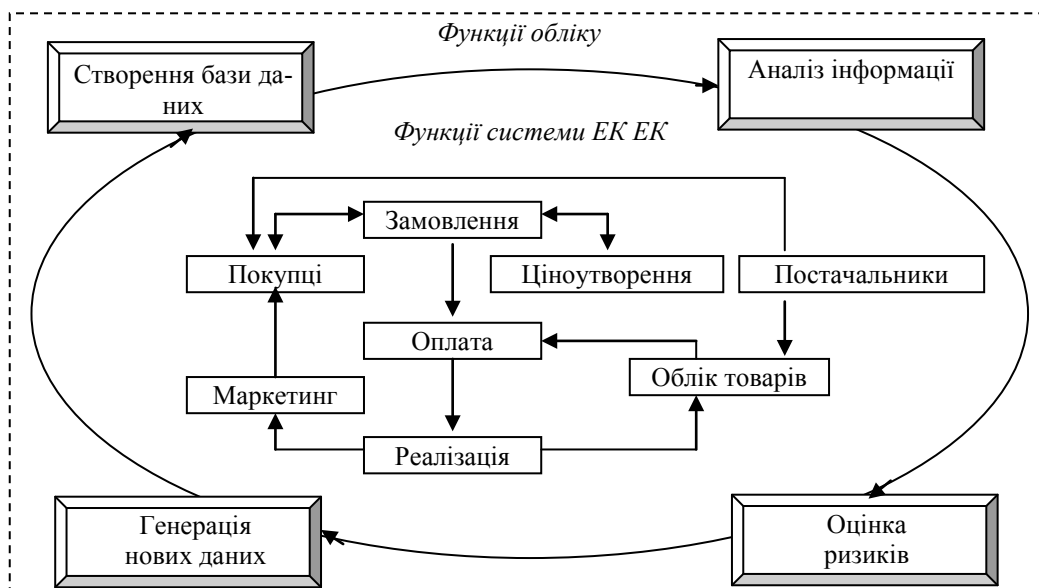 Функції обліку
Створення бази да-
них
Аналіз інформації
Функції системи ЕК ЕК
Замовлення
Покупці
Ціноутворення
Постачальники
Оплата
Облік товарів
Маркетинг
Реалізація
Генерація
нових даних
Оцінка
ризиків